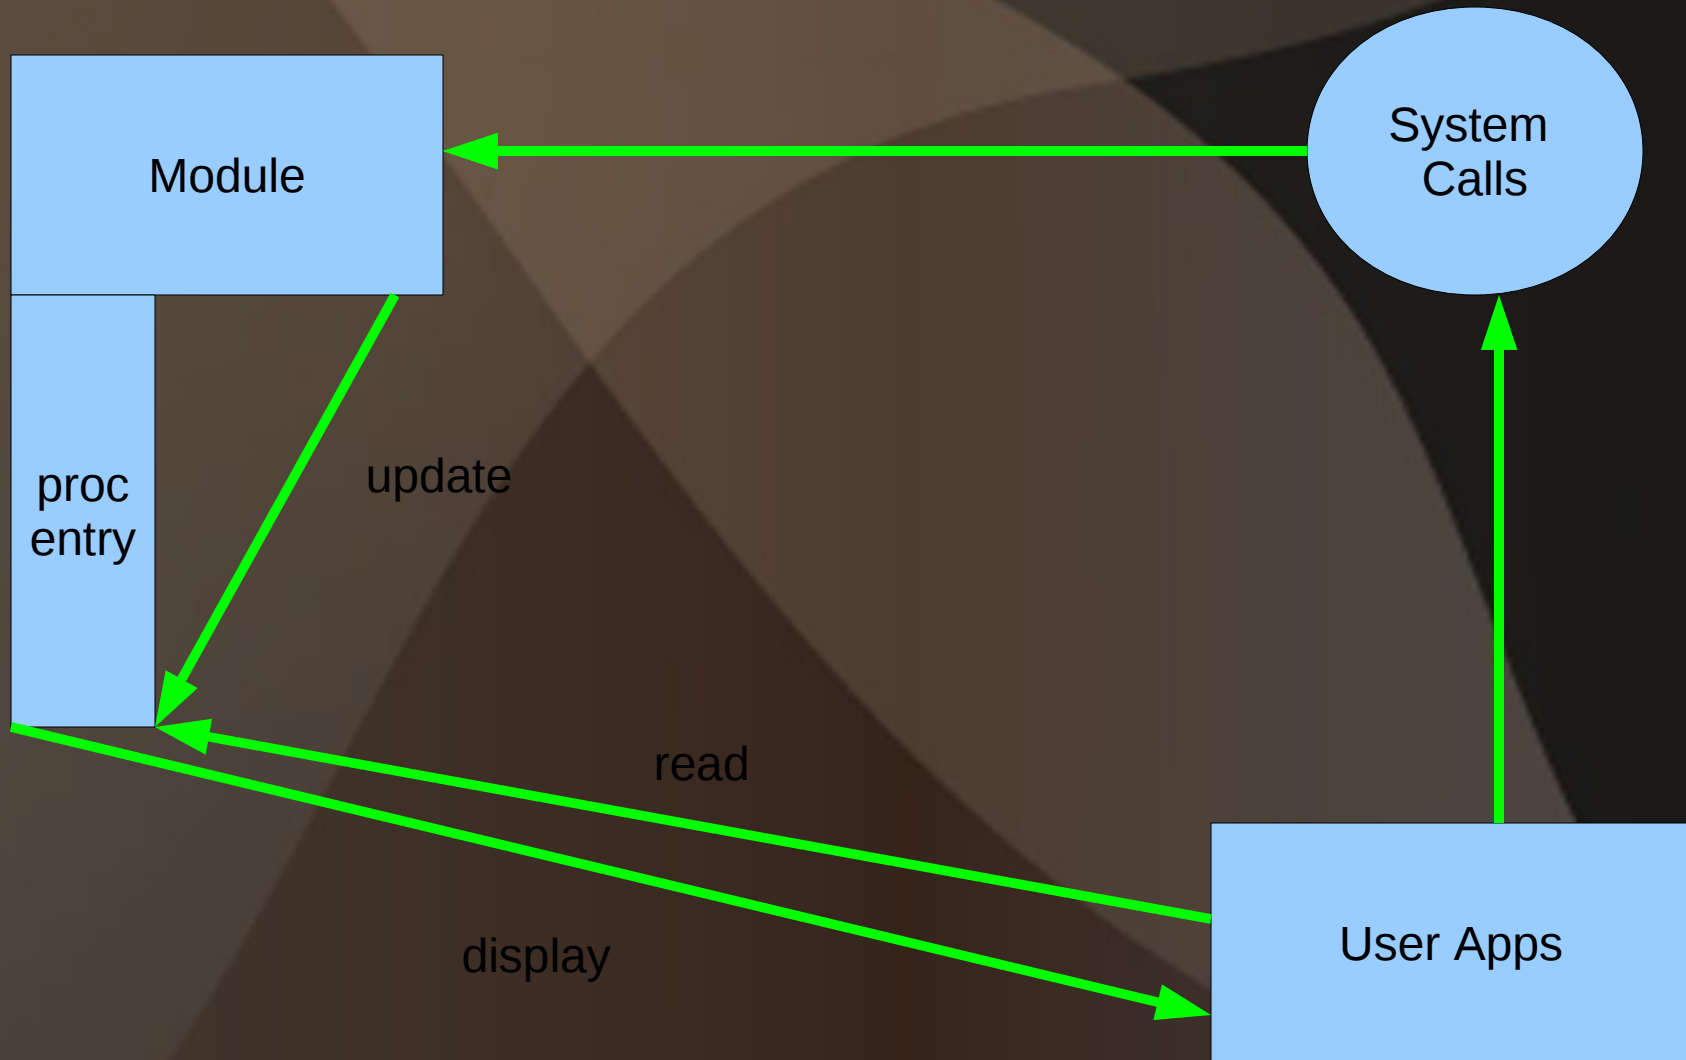 System
Calls
Module
proc
entry
update
read
display
User Apps